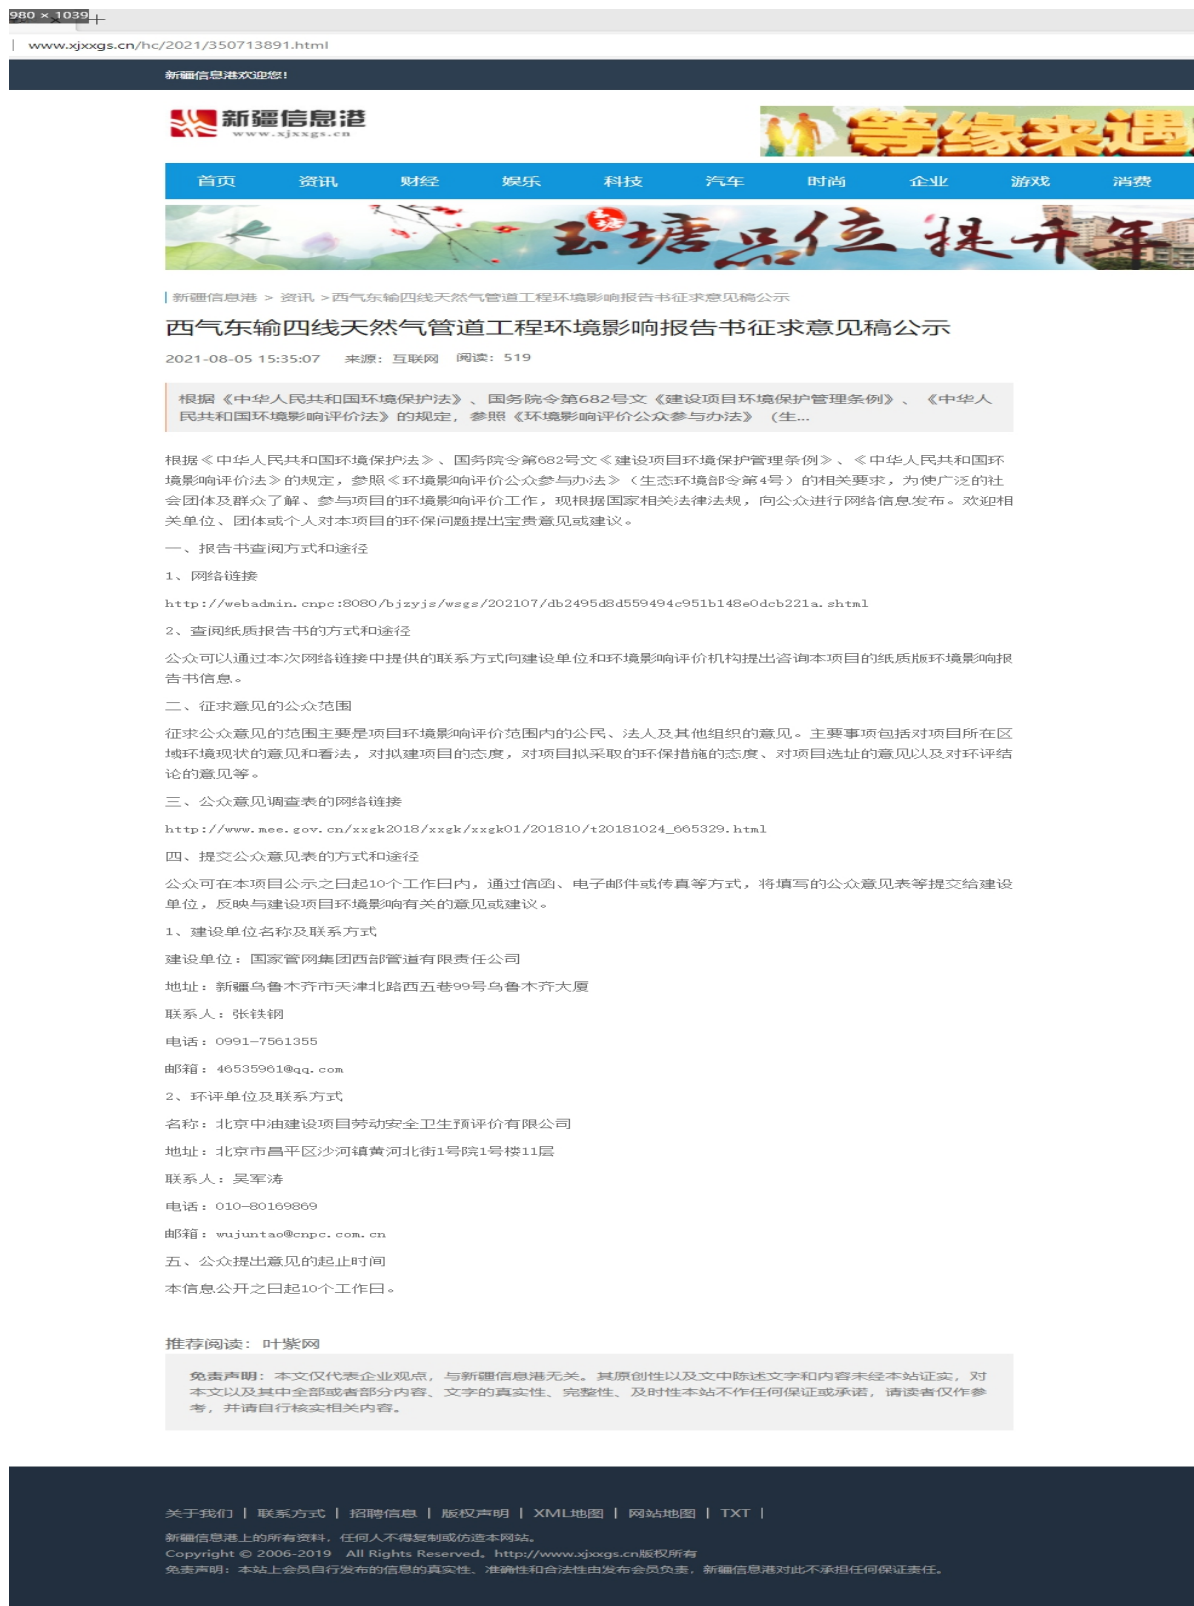 980 × 1039
www.xjxxgs.cn/hc/2021/350713891.html
新疆信息港欢迎您!
新疆信息港
www.xjxxgs.cn
等缘来遇
首页 资讯 财经 娱乐 科技 汽车 时尚 企业 游戏 消费
玉塘品位 提升年
新疆信息港 > 资讯 >西气东输四线天然气管道工程环境影响报告书征求意见稿公示
西气东输四线天然气管道工程环境影响报告书征求意见稿公示
2021-08-05 15:35:07 来源：互联网 阅读：519
根据《中华人民共和国环境保护法》、国务院令第682号文《建设项目环境保护管理条例》、《中华人
民共和国环境影响评价法》的规定，参照《环境影响评价公众参与办法》（生...
根据《中华人民共和国环境保护法》、国务院令第682号文《建设项目环境保护管理条例》、《中华人民共和国环
境影响评价法》的规定，参照《环境影响评价公众参与办法》（生态环境部令第4号）的相关要求，为使广泛的社
会团体及群众了解、参与项目的环境影响评价工作，现根据国家相关法律法规，向公众进行网络信息发布。欢迎相
关单位、团体或个人对本项目的环保问题提出宝贵意见或建议。
一、报告书查阅方式和途径
1、网络链接
http://webadmin.cnpc:8080/bjzyjs/wsgs/202107/db2495d8d559494c951b148e0dcb221a.shtml
2、查阅纸质报告书的方式和途径
公众可以通过本次网络链接中提供的联系方式向建设单位和环境影响评价机构提出咨询本项目的纸质版环境影响报
告书信息。
二、征求意见的公众范围
征求公众意见的范围主要是项目环境影响评价范围内的公民、法人及其他组织的意见。主要事项包括对项目所在区
域环境现状的意见和看法，对拟建项目的态度，对项目拟采取的环保措施的态度、对项目选址的意见以及对环评结
论的意见等。
三、公众意见调查表的网络链接
http://www.mee.gov.cn/xxgk2018/xxgk/xxgk01/201810/t20181024_665329.html
四、提交公众意见表的方式和途径
公众可在本项目公示之日起10个工作日内，通过信函、电子邮件或传真等方式，将填写的公众意见表等提交给建设
单位，反映与建设项目环境影响有关的意见或建议。
1、建设单位名称及联系方式
建设单位：国家管网集团西部管道有限责任公司
地址：新疆乌鲁木齐市天津北路西五巷99号乌鲁木齐大厦
联系人：张铁钢
电话：0991-7561355
邮箱：46535961@qq.com
2、环评单位及联系方式
名称：北京中油建设项目劳动安全卫生预评价有限公司
地址：北京市昌平区沙河镇黄河北街1号院1号楼11层
联系人：吴军涛
电话：010-80169869
邮箱：wujuntao@cnpc.com.cn
五、公众提出意见的起止时间
本信息公开之日起10个工作日。
推荐阅读：叶紫网
免责声明：本文仅代表企业观点，与新疆信息港无关。其原创性以及文中陈述文字和内容未经本站证实，对
本文以及其中全部或者部分内容、文字的真实性、完整性、及时性本站不作任何保证或承诺，请读者仅作参
考，并请自行核实相关内容。
关于我们 | 联系方式 | 招聘信息 | 版权声明 | XML地图 | 网站地图 | TXT |
新疆信息港上的所有资料，任何人不得复制或仿造本网站。
Copyright © 2006-2019 All Rights Reserved。http://www.xjxxgs.cn版权所有
免责声明：本站上会员自行发布的信息的真实性、准确性和合法性由发布会员负责，新疆信息港对此不承担任何保证责任。